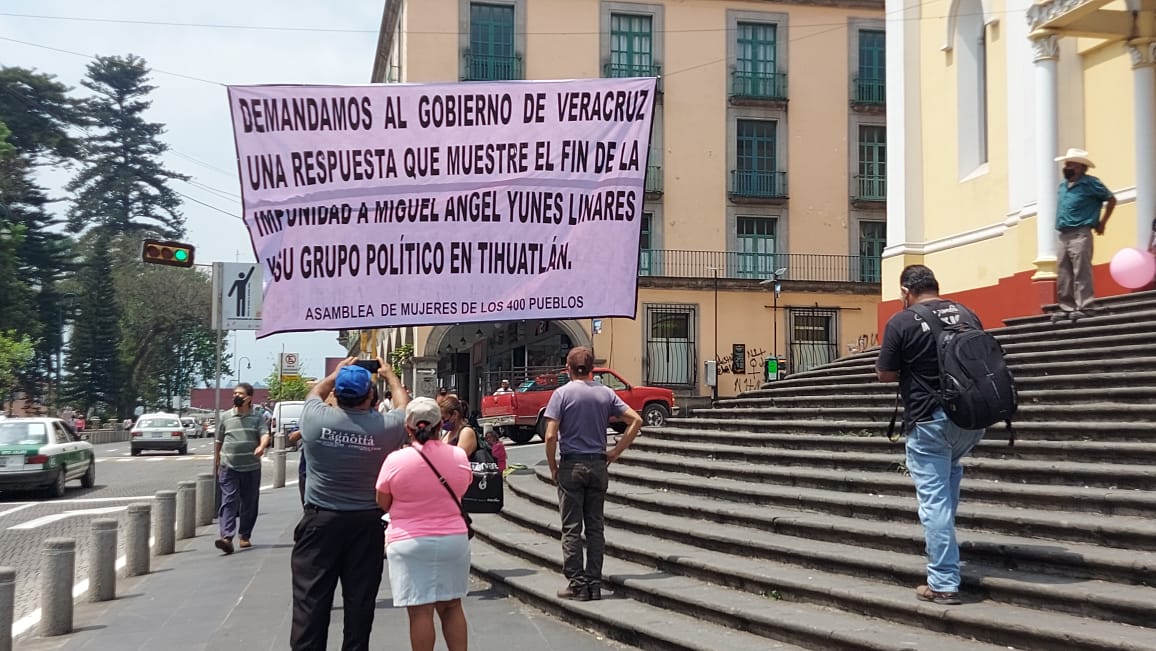 DEMANDAMOS AL GOBIERNO DE VERACRUZ
UNA RESPUESTA QUE MUESTRE EL FIN DE LA
IMPUNIDAD A MIGUEL ANGEL YUNES LINARES
Y SU GRUPO POLÍTICO EN TIHUATLÁN.
ASAMBLEA DE MUJERES DE LOS 400 PUEBLOS
Pagnotta